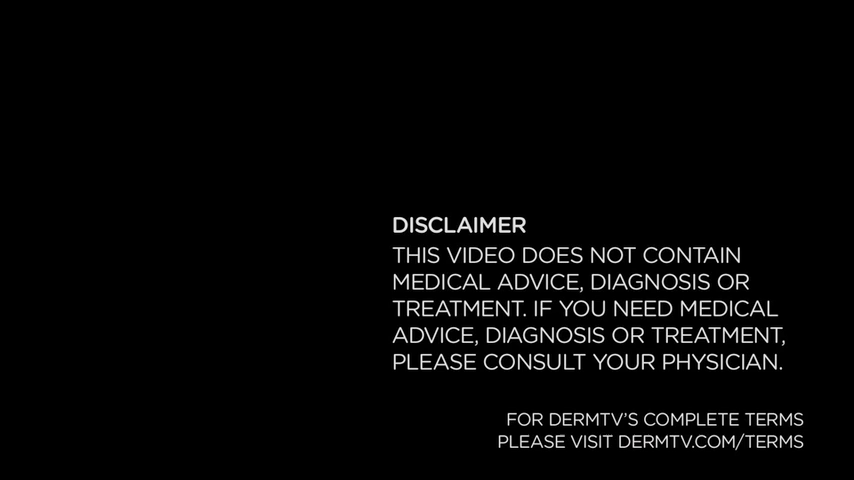 DISCLAIMER
THIS VIDEO DOES NOT CONTAIN
MEDICAL ADVICE, DIAGNOSIS OR
TREATMENT. IF YOU NEED MEDICAL
ADVICE, DIAGNOSIS OR TREATMENT,
PLEASE CONSULT YOUR PHYSICIAN.
FOR DERMTV'S COMPLETE TERMS
PLEASE VISIT DERMTV.COM/TERMS